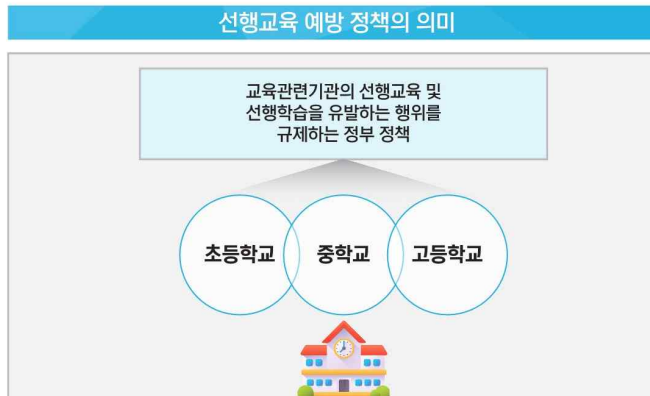 선행교육 예방 정책의 의미
교육관련기관의 선행교육 및
선행학습을 유발하는 행위를
규제하는 정부 정책
초등학교 중학교 고등학교